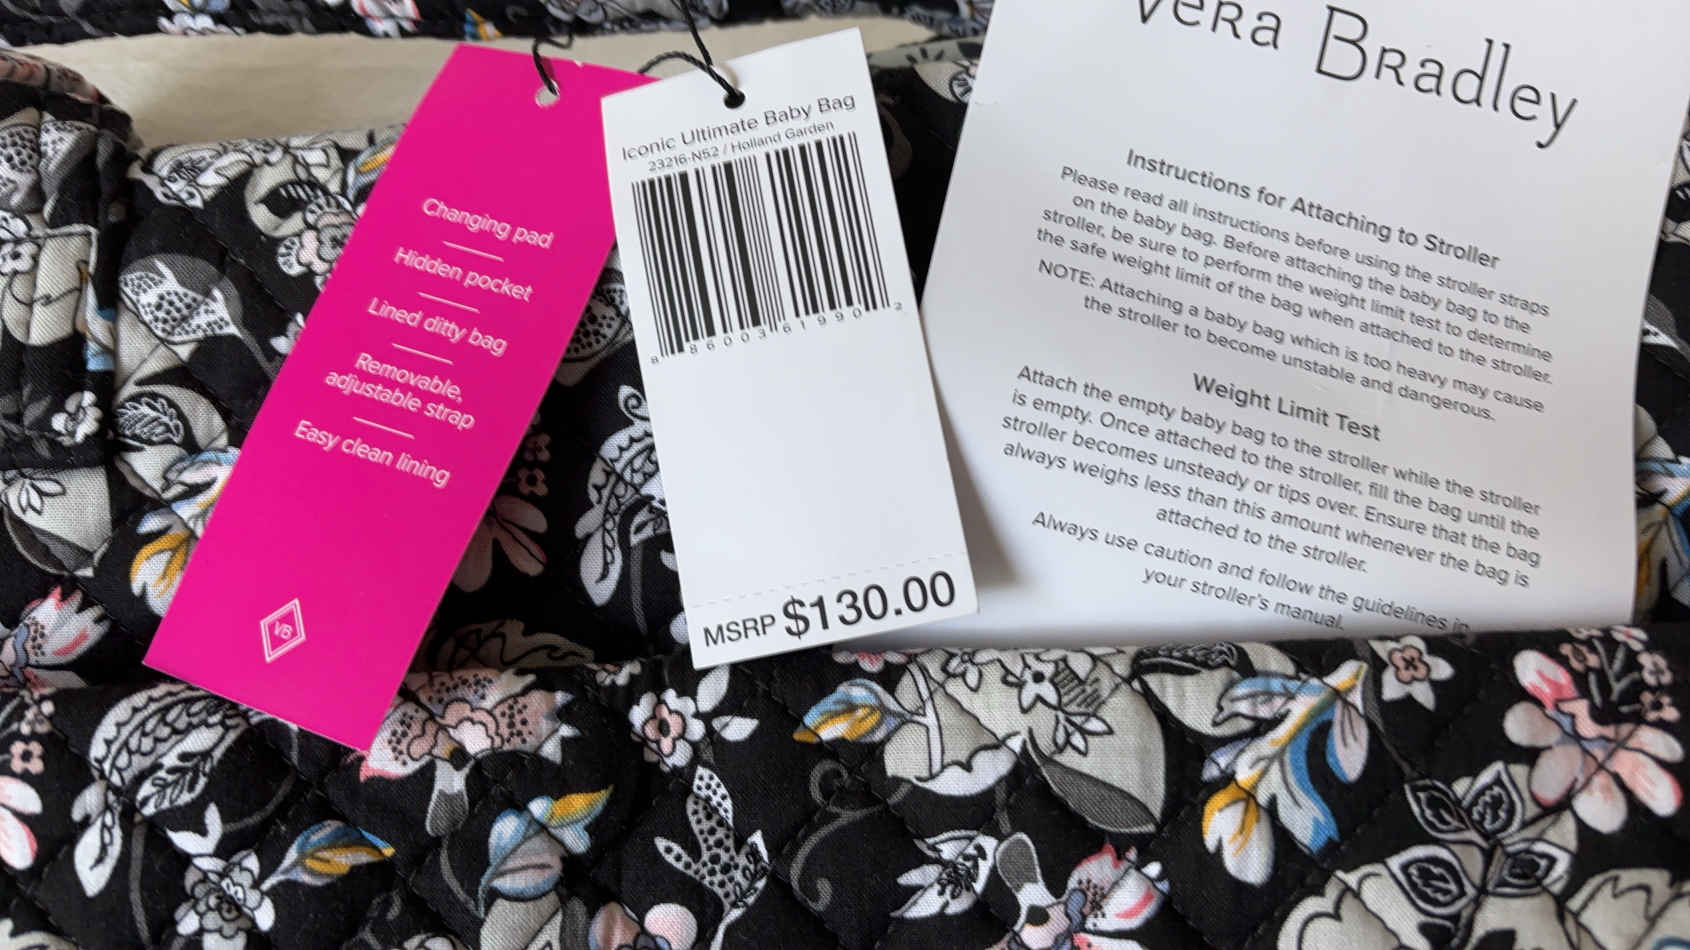 Changing pad
Hidden pocket
Lined ditty bag
Removable,
adjustable strap
Easy clean lining
VB
Iconic Ultimate Baby Bag
23216-N52 / Holland Garden
8 86003 61990 2
MSRP $130.00
Vera Bradley
Instructions for Attaching to Stroller
Please read all instructions before using the stroller straps
on the baby bag. Before attaching the baby bag to the
stroller, be sure to perform the weight limit test to determine
the safe weight limit of the bag when attached to the stroller.
NOTE: Attaching a baby bag which is too heavy may cause
the stroller to become unstable and dangerous.
Weight Limit Test
Attach the empty baby bag to the stroller while the stroller
is empty. Once attached to the stroller, fill the bag until the
stroller becomes unsteady or tips over. Ensure that the bag
always weighs less than this amount whenever the bag is
attached to the stroller.
Always use caution and follow the guidelines in
your stroller's manual.